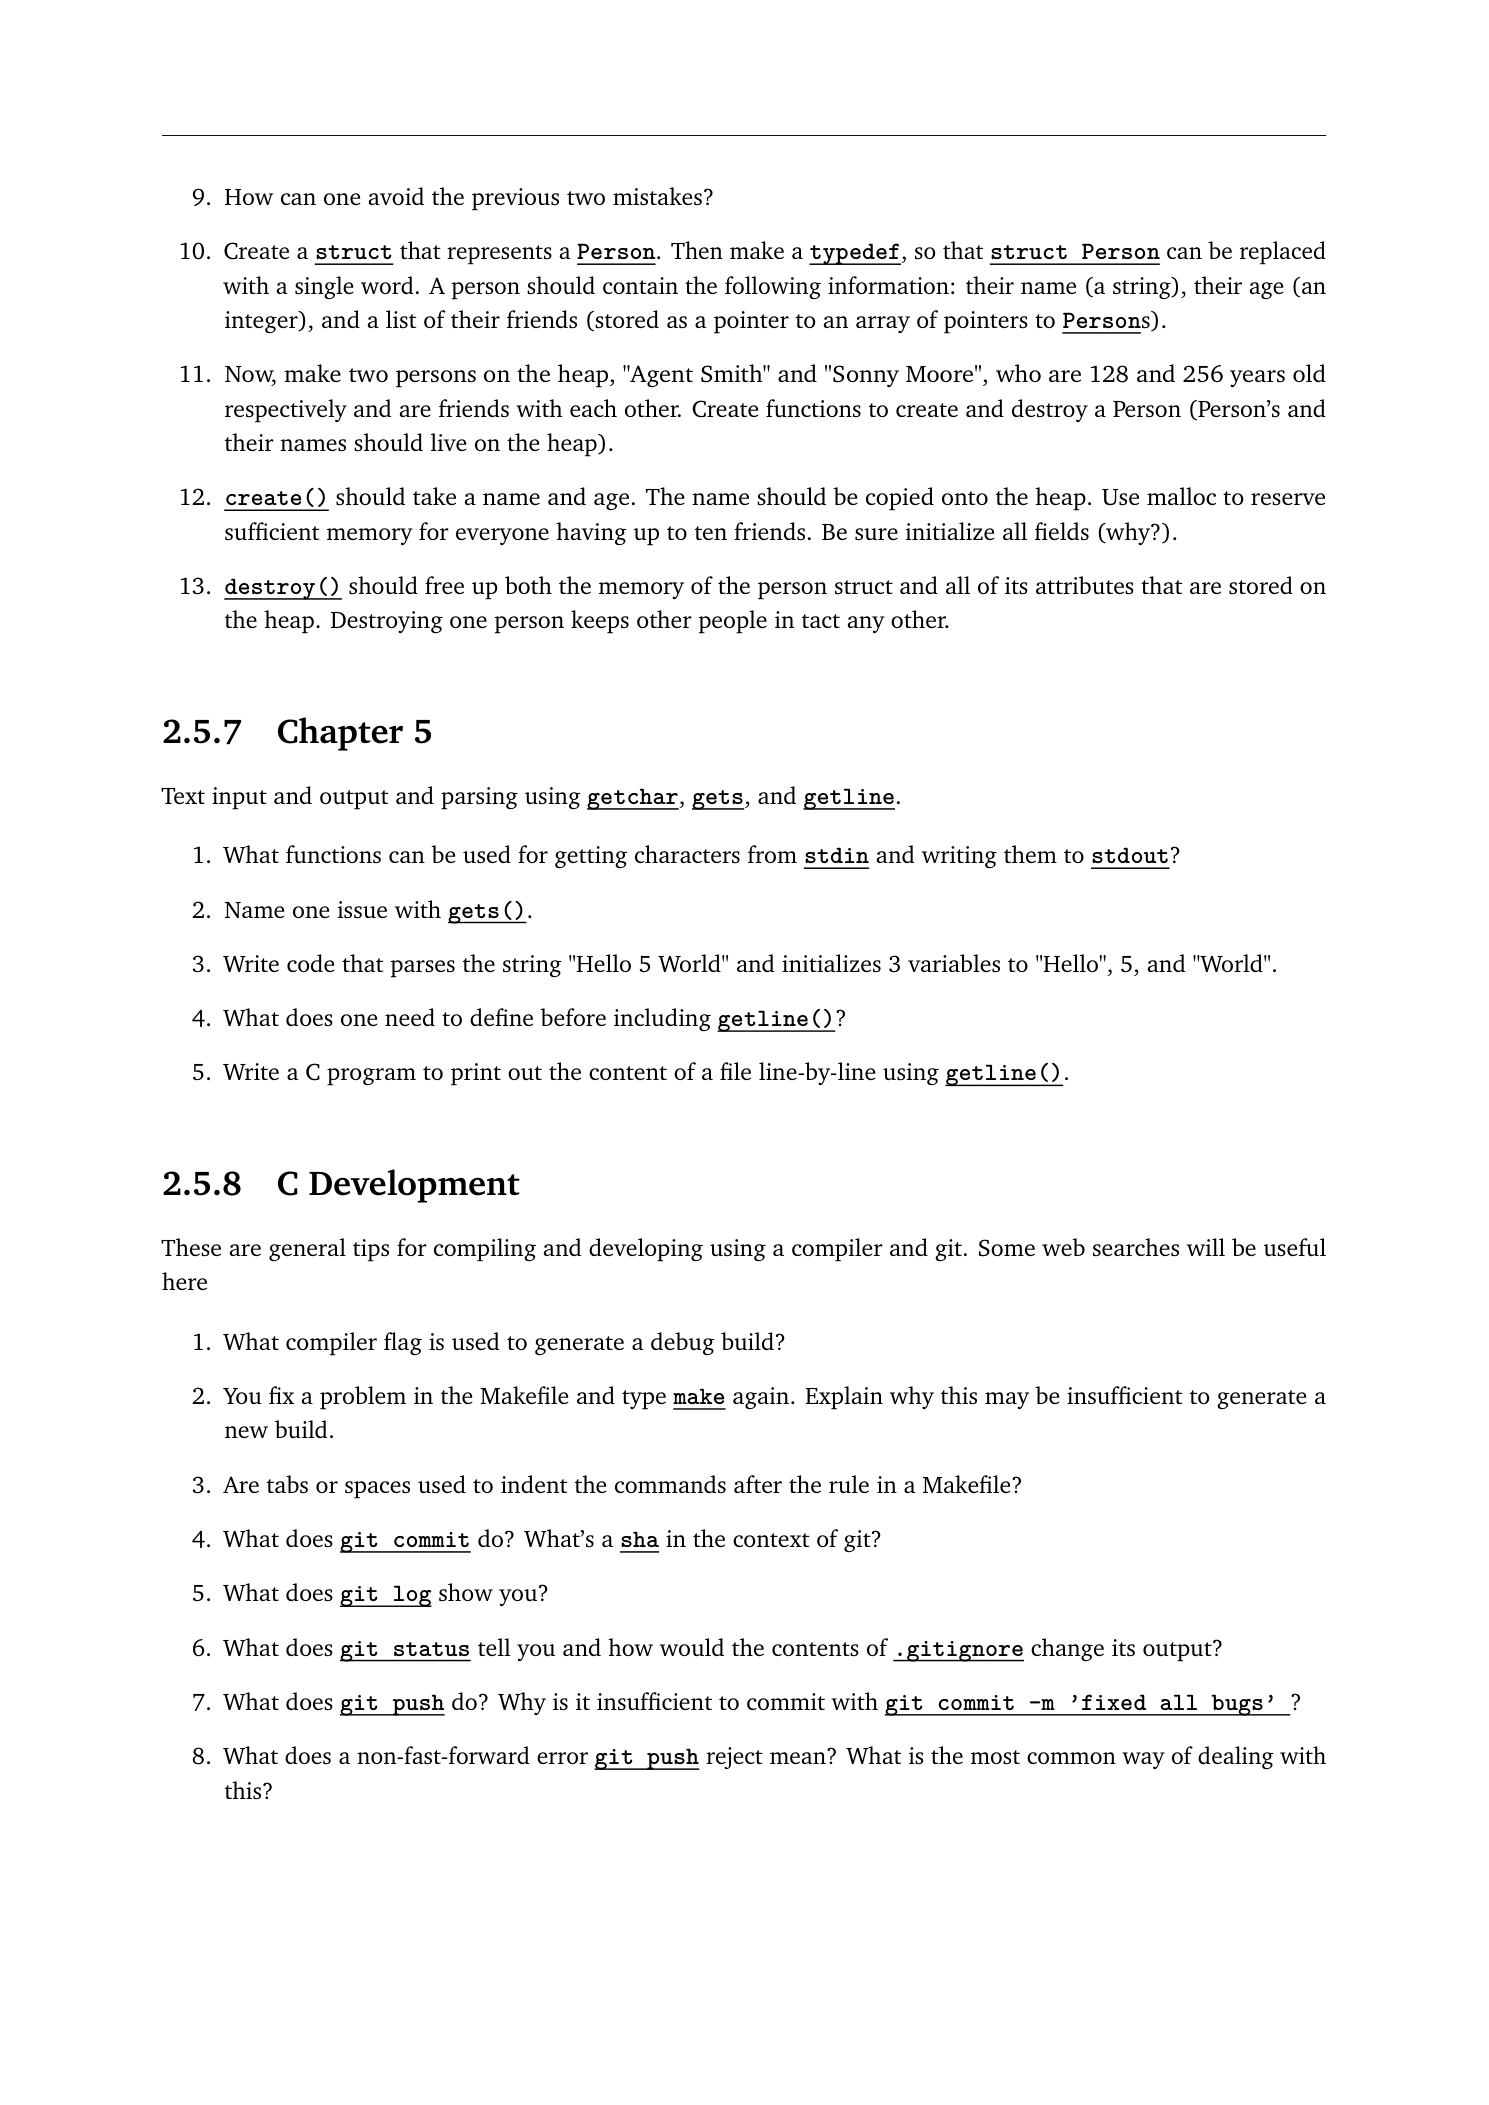 9. How can one avoid the previous two mistakes?
10. Create a struct that represents a Person. Then make a typedef, so that struct Person can be replaced
with a single word. A person should contain the following information: their name (a string), their age (an
integer), and a list of their friends (stored as a pointer to an array of pointers to Persons).
11. Now, make two persons on the heap, "Agent Smith" and "Sonny Moore", who are 128 and 256 years old
respectively and are friends with each other. Create functions to create and destroy a Person (Person’s and
their names should live on the heap).
12. create() should take a name and age. The name should be copied onto the heap. Use malloc to reserve
sufficient memory for everyone having up to ten friends. Be sure initialize all fields (why?).
13. destroy() should free up both the memory of the person struct and all of its attributes that are stored on
the heap. Destroying one person keeps other people in tact any other.
2.5.7 Chapter 5
Text input and output and parsing using getchar, gets, and getline.
1. What functions can be used for getting characters from stdin and writing them to stdout?
2. Name one issue with gets().
3. Write code that parses the string "Hello 5 World" and initializes 3 variables to "Hello", 5, and "World".
4. What does one need to define before including getline()?
5. Write a C program to print out the content of a file line-by-line using getline().
2.5.8 C Development
These are general tips for compiling and developing using a compiler and git. Some web searches will be useful
here
1. What compiler flag is used to generate a debug build?
2. You fix a problem in the Makefile and type make again. Explain why this may be insufficient to generate a
new build.
3. Are tabs or spaces used to indent the commands after the rule in a Makefile?
4. What does git commit do? What’s a sha in the context of git?
5. What does git log show you?
6. What does git status tell you and how would the contents of .gitignore change its output?
7. What does git push do? Why is it insufficient to commit with git commit -m ’fixed all bugs’ ?
8. What does a non-fast-forward error git push reject mean? What is the most common way of dealing with
this?